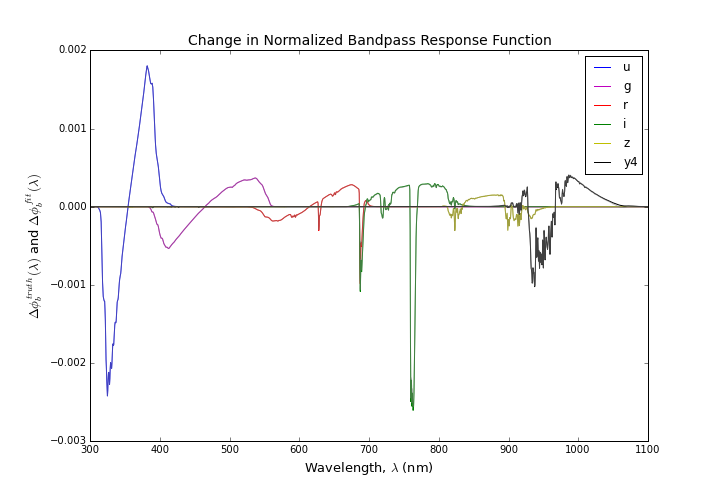 Change in Normalized Bandpass Response Function
Δϕ_b^{truth}(λ) and Δϕ_b^{fit}(λ)
0.002
0.001
0.000
−0.001
−0.002
−0.003
300 400 500 600 700 800 900 1000 1100
Wavelength, λ (nm)
u
g
r
i
z
y4